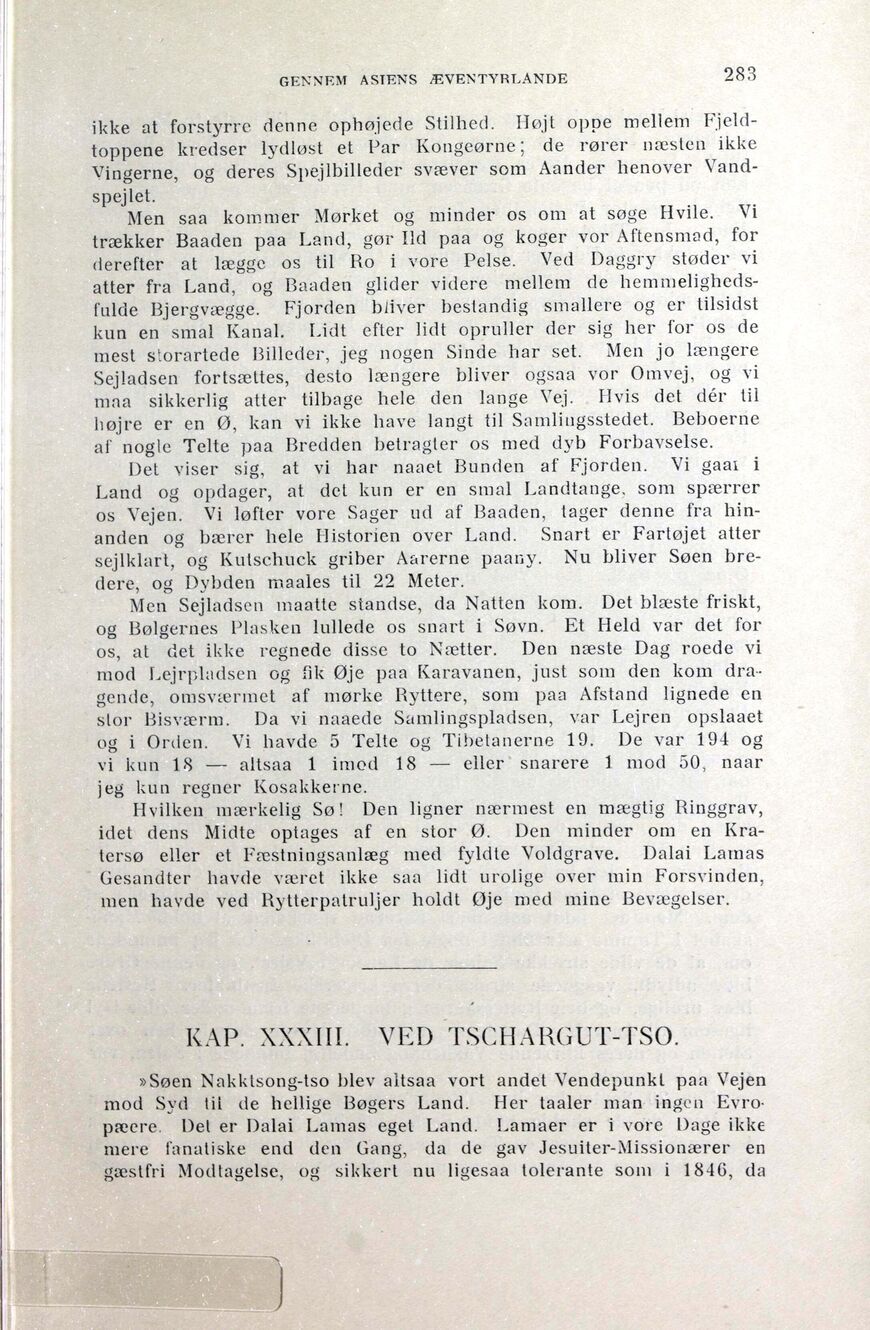 GENNEM ASIENS ÆVENTYRLANDE 283
ikke at forstyrre denne ophøjede Stilhed. Højt oppe mellem Fjeld-
toppene kredser lydløst et Par Kongeørne; de rører næsten ikke
Vingerne, og deres Spejlbilleder svæver som Aander henover Vand-
spejlet.
Men saa kommer Mørket og minder os om at søge Hvile. Vi
trækker Baaden paa Land, gør Ild paa og koger vor Aftensmad, for
derefter at lægge os til Ro i vore Pelse. Ved Daggry støder vi
atter fra Land, og Baaden glider videre mellem de hemmeligheds-
fulde Bjergvægge. Fjorden bliver bestandig smallere og er tilsidst
kun en smal Kanal. Lidt efter lidt opruller der sig her for os de
mest storartede Billeder, jeg nogen Sinde har set. Men jo længere
Sejladsen fortsættes, desto længere bliver ogsaa vor Omvej, og vi
maa sikkerlig atter tilbage hele den lange Vej. Hvis det dér til
højre er en Ø, kan vi ikke have langt til Samlingsstedet. Beboerne
af nogle Telte paa Bredden betragter os med dyb Forbavselse.
Det viser sig, at vi har naaet Bunden af Fjorden. Vi gaar i
Land og opdager, at det kun er en smal Landtange, som spærrer
os Vejen. Vi løfter vore Sager ud af Baaden, tager denne fra hin-
anden og bærer hele Historien over Land. Snart er Fartøjet atter
sejlklart, og Kutschuck griber Aarerne paany. Nu bliver Søen bre-
dere, og Dybden maales til 22 Meter.
Men Sejladsen maatte standse, da Natten kom. Det blæste friskt,
og Bølgernes Plasken lullede os snart i Søvn. Et Held var det for
os, at det ikke regnede disse to Nætter. Den næste Dag roede vi
mod Lejrpladsen og fik Øje paa Karavanen, just som den kom dra-
gende, omsværmet af mørke Ryttere, som paa Afstand lignede en
stor Bisværm. Da vi naaede Samlingspladsen, var Lejren opslaaet
og i Orden. Vi havde 5 Telte og Tibetanerne 19. De var 194 og
vi kun 18 — altsaa 1 imod 18 — eller snarere 1 mod 50, naar
jeg kun regner Kosakkerne.
Hvilken mærkelig Sø! Den ligner nærmest en mægtig Ringgrav,
idet dens Midte optages af en stor Ø. Den minder om en Kra-
tersø eller et Fæstningsanlæg med fyldte Voldgrave. Dalai Lamas
Gesandter havde været ikke saa lidt urolige over min Forsvinden,
men havde ved Rytterpatruljer holdt Øje med mine Bevægelser.
KAP. XXXIII. VED TSCHARGUT-TSO.
»Søen Nakktsong-tso blev altsaa vort andet Vendepunkt paa Vejen
mod Syd til de hellige Bøgers Land. Her taaler man ingen Evro-
pæere. Det er Dalai Lamas eget Land. Lamaer er i vore Dage ikke
mere fanatiske end den Gang, da de gav Jesuiter-Missionærer en
gæstfri Modtagelse, og sikkert nu ligesaa tolerante som i 1846, da